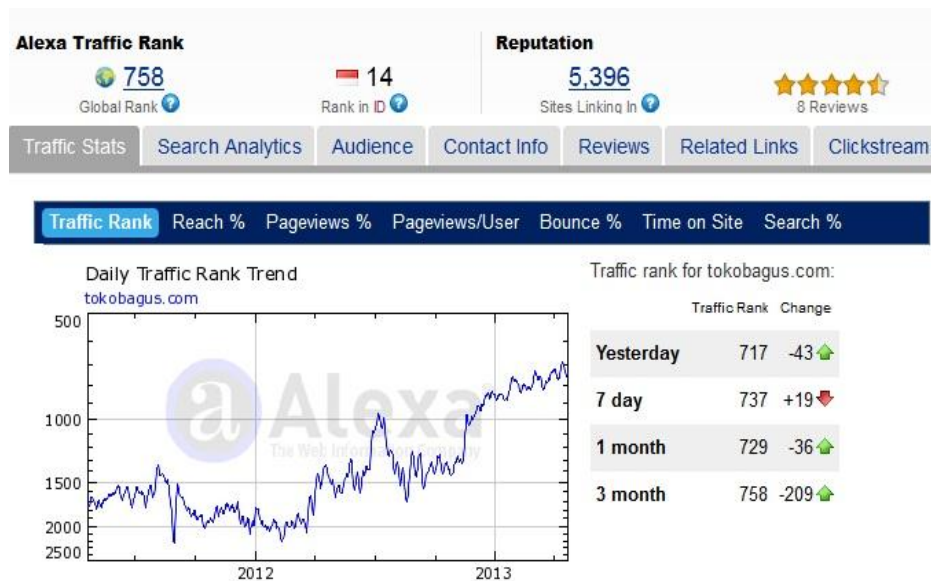 Alexa Traffic Rank
Reputation
758
14
5,396
Global Rank ?
Rank in ID ?
Sites Linking In ?
8 Reviews
Traffic Stats Search Analytics Audience Contact Info Reviews Related Links Clickstream
Traffic Rank Reach % Pageviews % Pageviews/User Bounce % Time on Site Search %
Daily Traffic Rank Trend
tokobagus.com
500
1000
1500
2000
2500
2012 2013
a Alexa
The Web Information Company
Traffic rank for tokobagus.com:
Traffic Rank Change
Yesterday 717 -43
7 day 737 +19
1 month 729 -36
3 month 758 -209